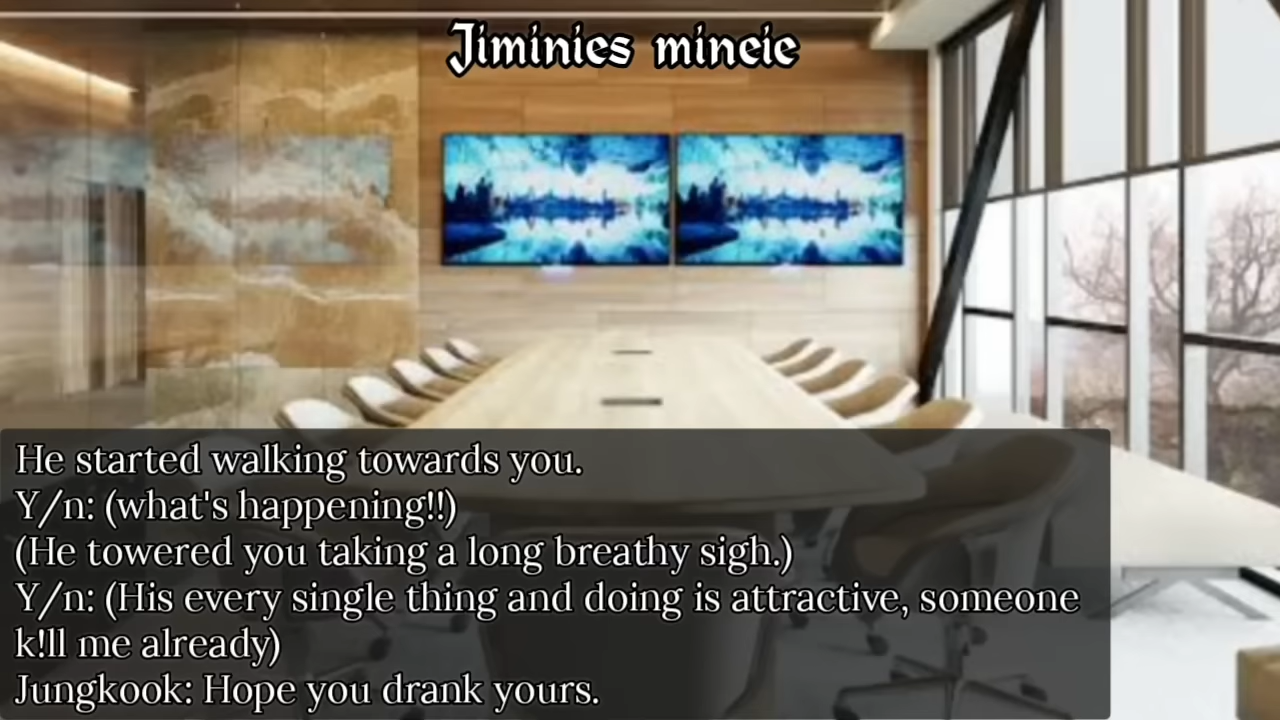 Jiminies mincie
He started walking towards you.
Y/n: (what's happening!!)
(He towered you taking a long breathy sigh.)
Y/n: (His every single thing and doing is attractive, someone
k!ll me already)
Jungkook: Hope you drank yours.